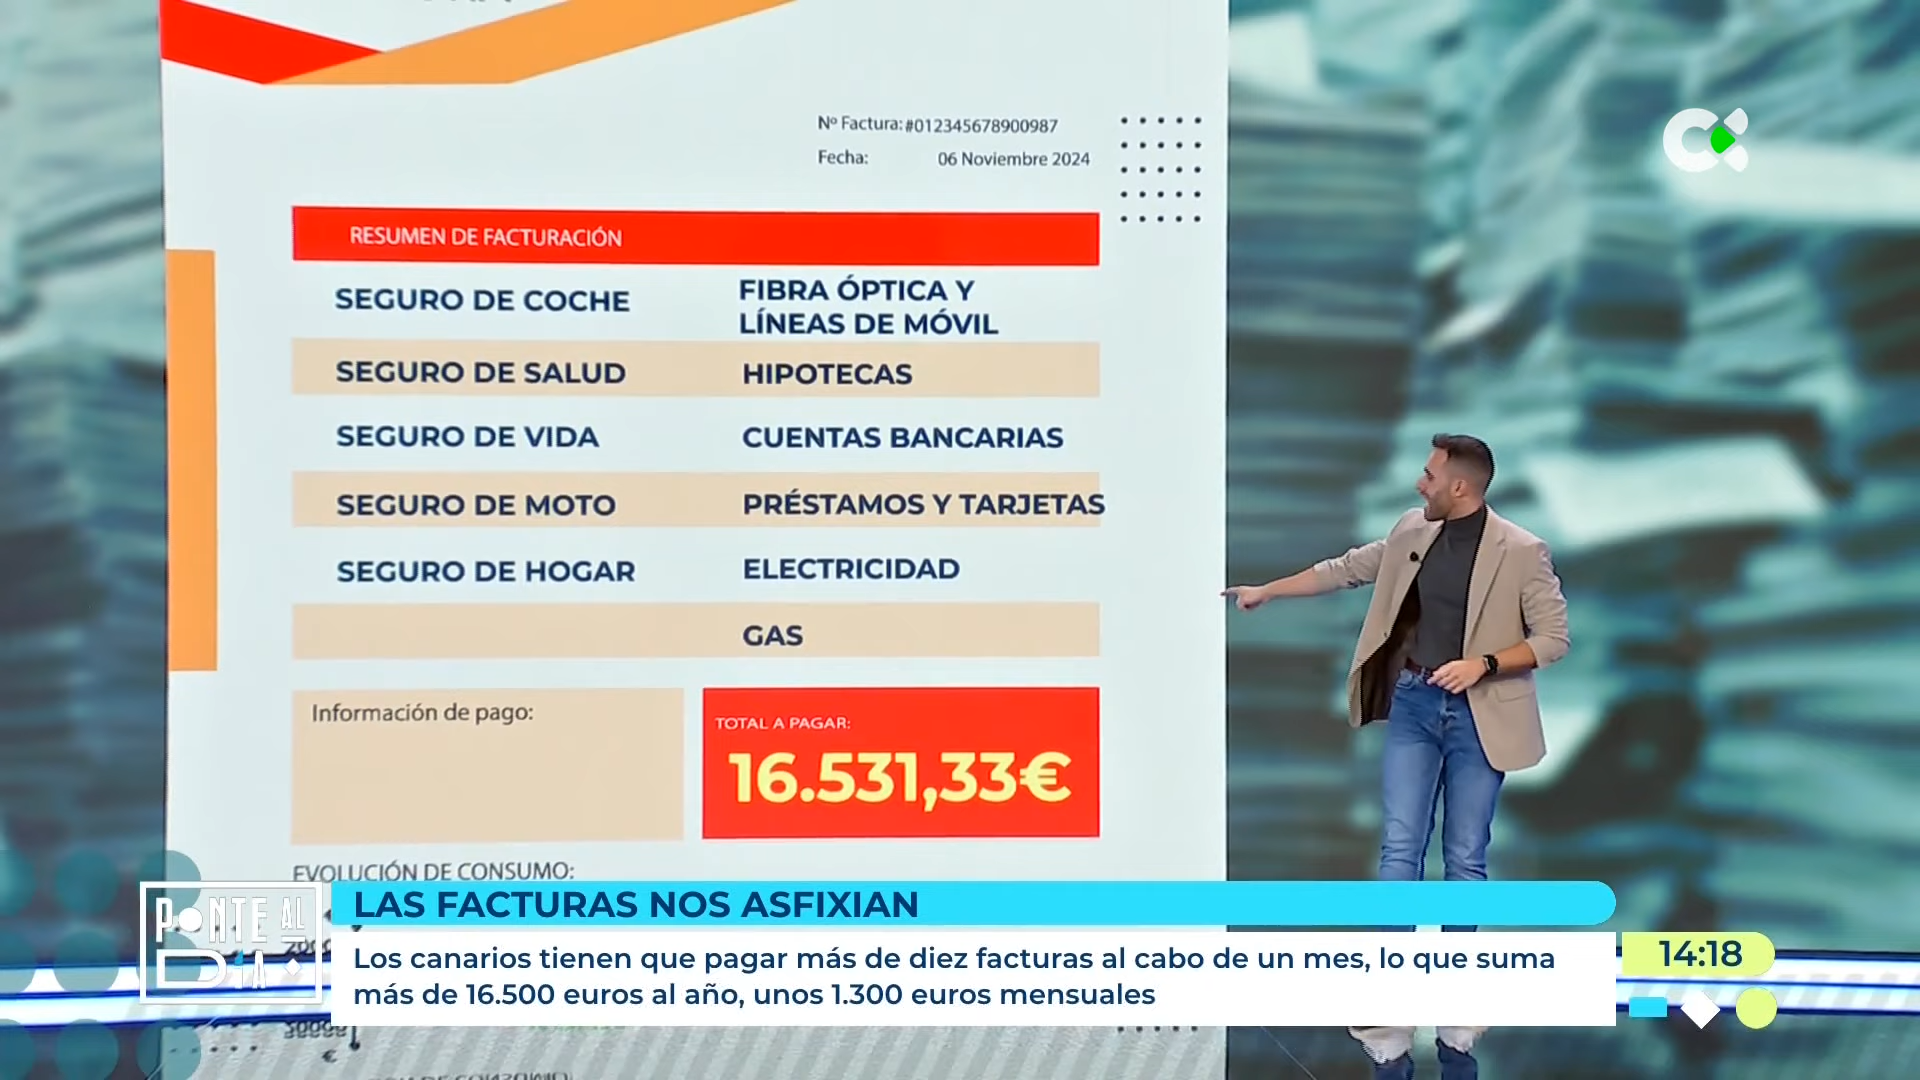 Nº Factura: #012345678900987
Fecha: 06 Noviembre 2024
RESUMEN DE FACTURACIÓN
SEGURO DE COCHE
FIBRA ÓPTICA Y
LÍNEAS DE MÓVIL
SEGURO DE SALUD
HIPOTECAS
SEGURO DE VIDA
CUENTAS BANCARIAS
SEGURO DE MOTO
PRÉSTAMOS Y TARJETAS
SEGURO DE HOGAR
ELECTRICIDAD
GAS
Información de pago:
TOTAL A PAGAR:
16.531,33€
EVOLUCIÓN DE CONSUMO:
PONTE AL
DÍA
LAS FACTURAS NOS ASFIXIAN
Los canarios tienen que pagar más de diez facturas al cabo de un mes, lo que suma
más de 16.500 euros al año, unos 1.300 euros mensuales
14:18